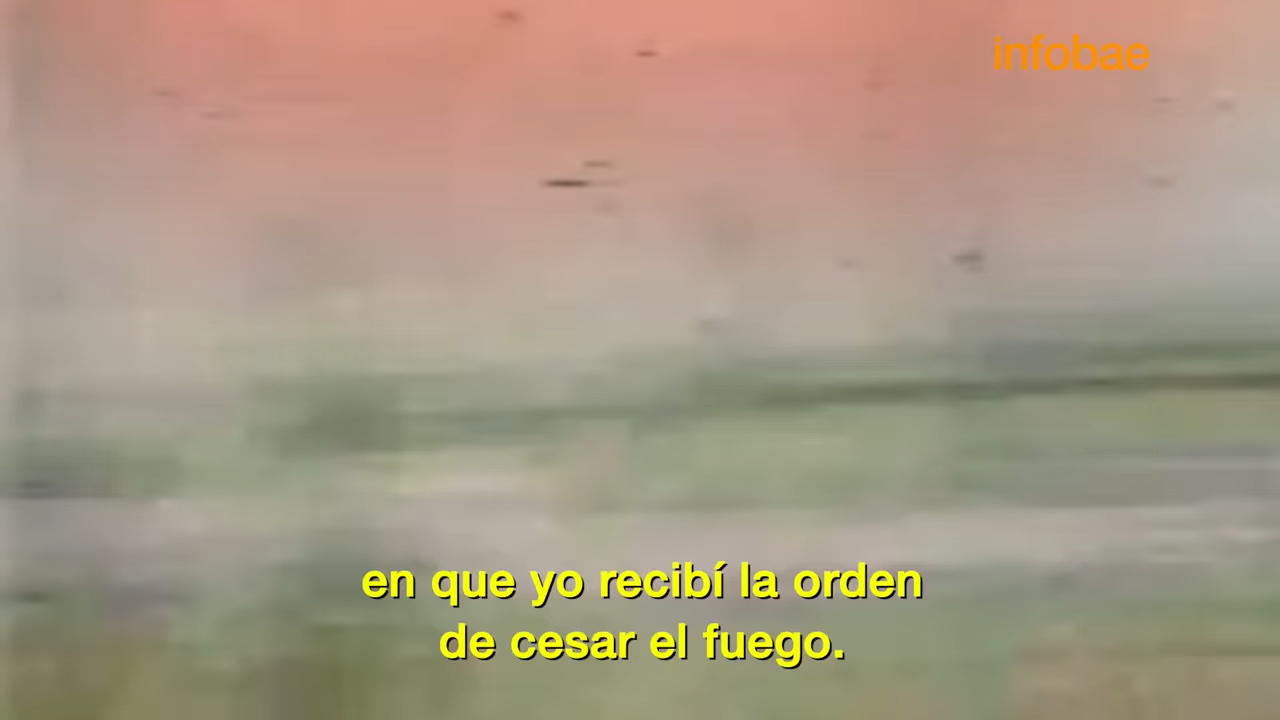 infobae
en que yo recibí la orden
de cesar el fuego.